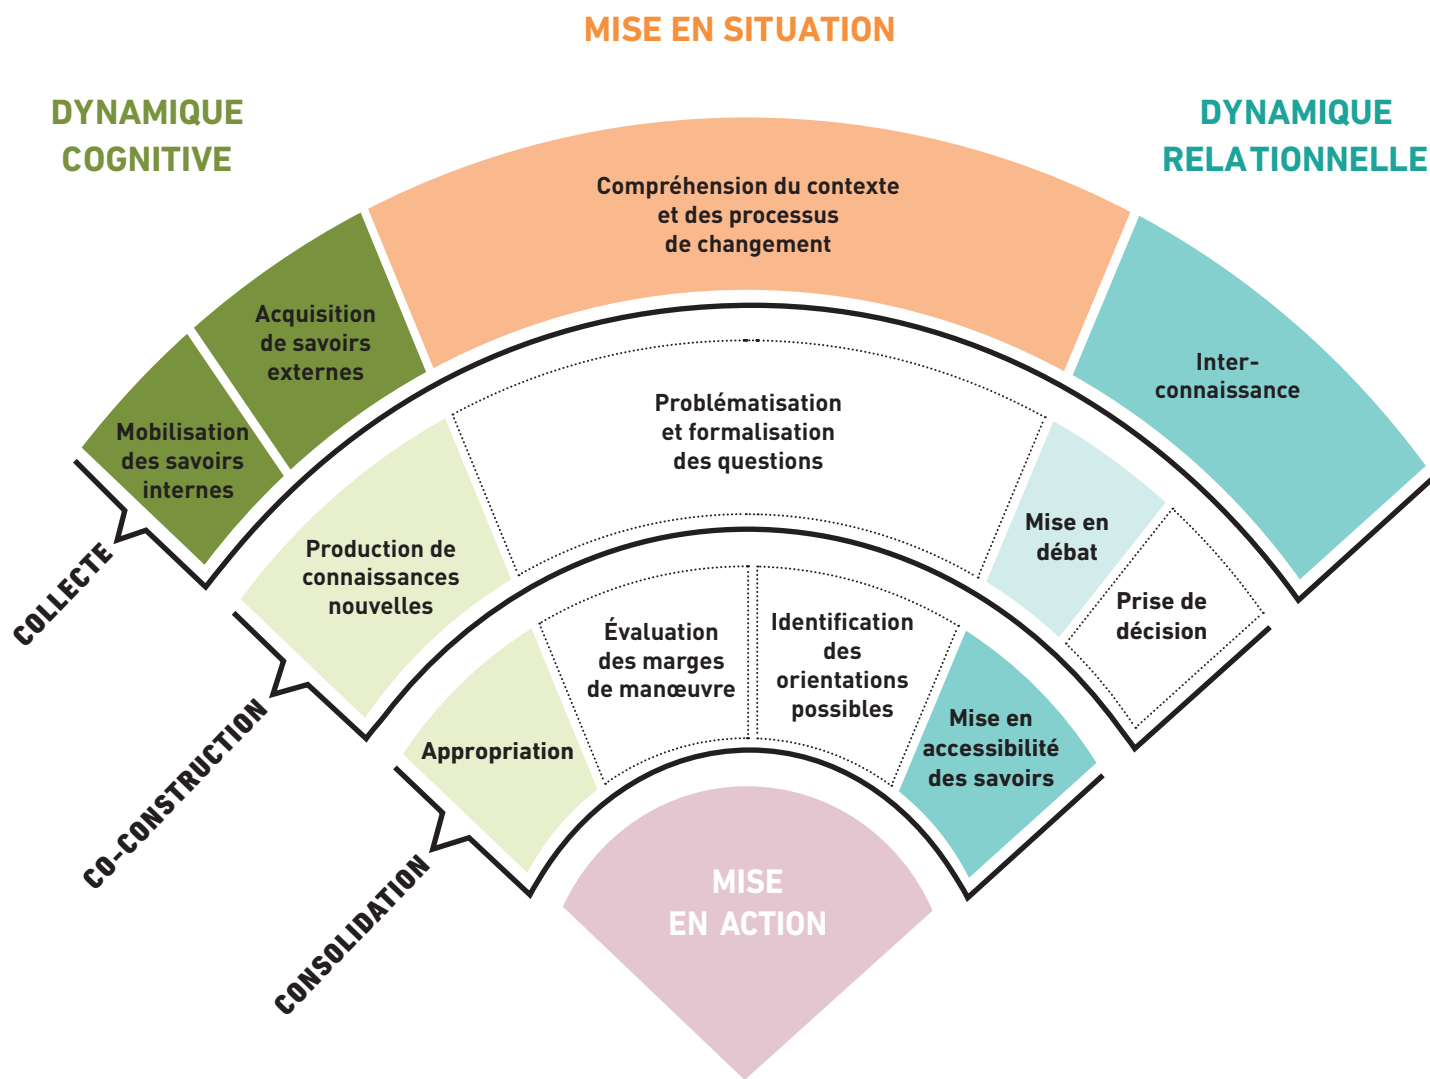 MISE EN SITUATION
DYNAMIQUE
COGNITIVE
DYNAMIQUE
RELATIONNELLE
Compréhension du contexte
et des processus
de changement
Acquisition
de savoirs
externes
Mobilisation
des savoirs
internes
Inter-
connaissance
COLLECTE
Problématisation
et formalisation
des questions
Production de
connaissances
nouvelles
Mise en
débat
Prise de
décision
CO-CONSTRUCTION
Évaluation
des marges
de manœuvre
Identification
des
orientations
possibles
Appropriation
Mise en
accessibilité
des savoirs
CONSOLIDATION
MISE
EN ACTION